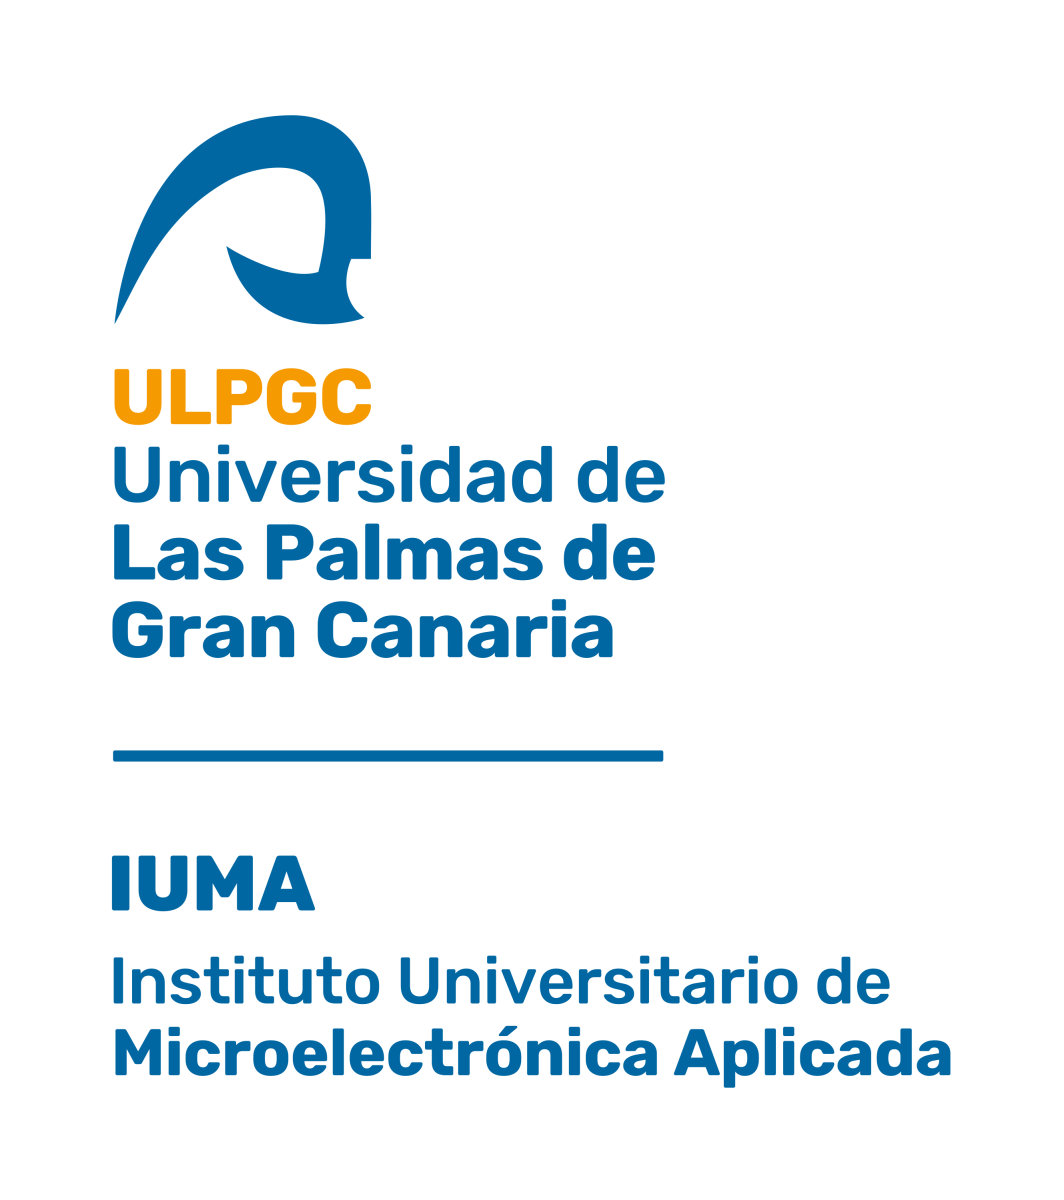 ULPGC
Universidad de
Las Palmas de
Gran Canaria
IUMA
Instituto Universitario de
Microelectrónica Aplicada